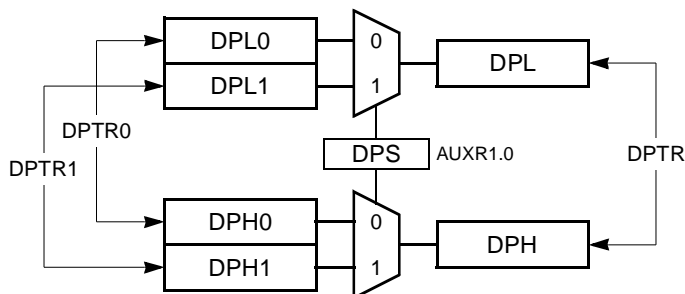 DPL0 0 DPL
DPL1 1
DPTR0 DPS AUXR1.0 DPTR
DPTR1
DPH0 0 DPH
DPH1 1